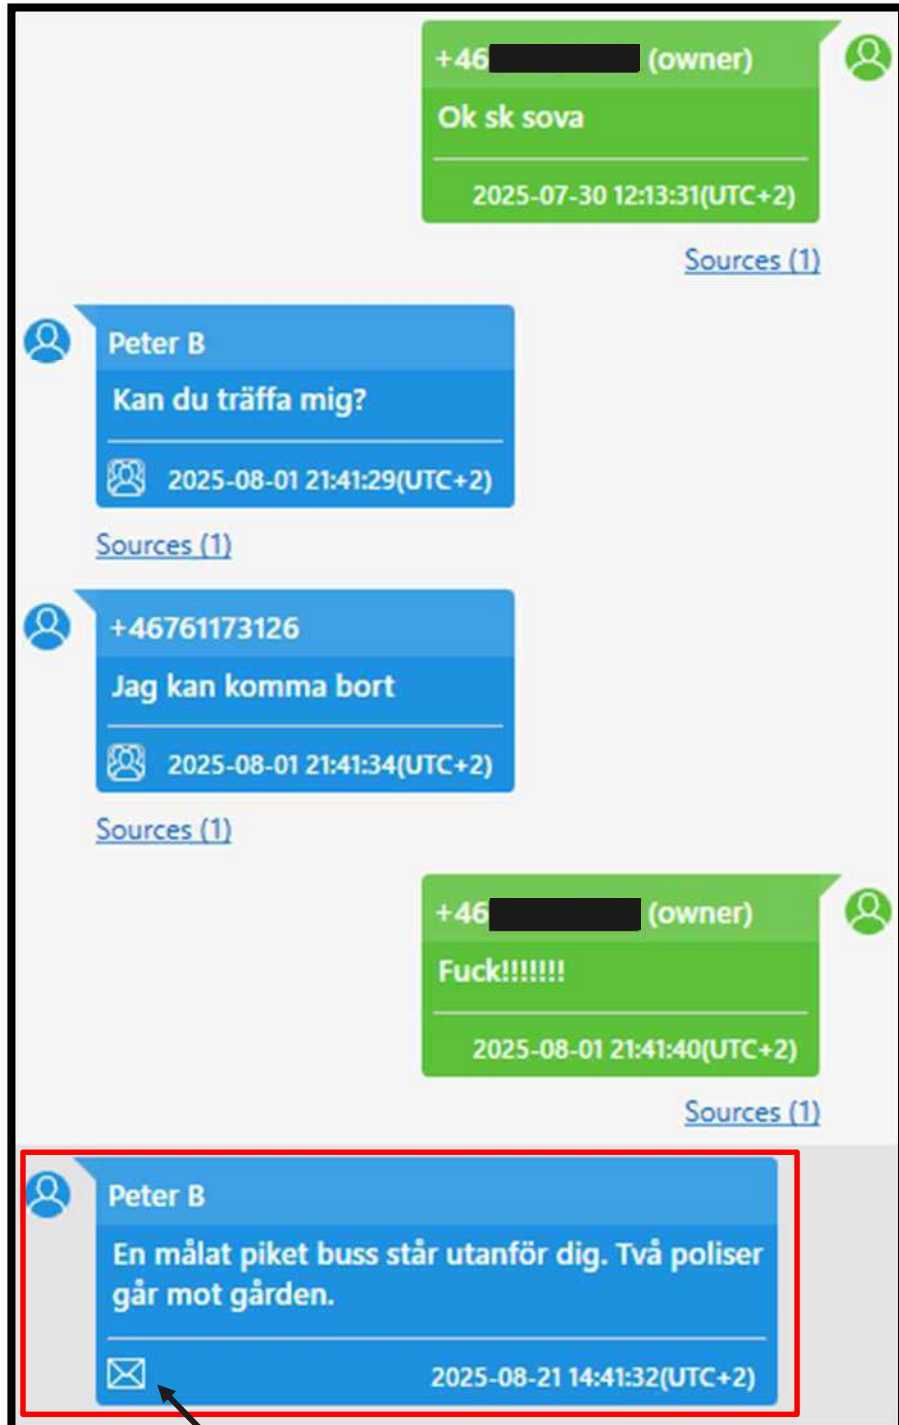 +46 (owner)
Ok sk sova
2025-07-30 12:13:31(UTC+2)
Sources (1)
Peter B
Kan du träffa mig?
2025-08-01 21:41:29(UTC+2)
Sources (1)
+46761173126
Jag kan komma bort
2025-08-01 21:41:34(UTC+2)
Sources (1)
+46 (owner)
Fuck!!!!!!!
2025-08-01 21:41:40(UTC+2)
Sources (1)
Peter B
En målat piket buss står utanför dig. Två poliser
går mot gården.
2025-08-21 14:41:32(UTC+2)